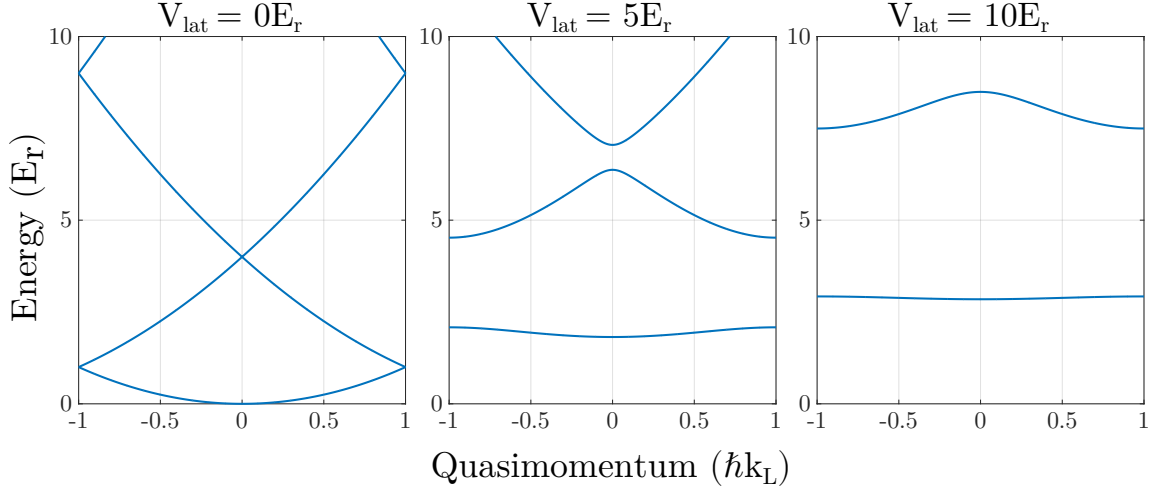 V_lat = 0E_r
V_lat = 5E_r
V_lat = 10E_r
Energy (E_r)
10
5
0
-1 -0.5 0 0.5 1
10
5
0
-1 -0.5 0 0.5 1
10
5
0
-1 -0.5 0 0.5 1
Quasimomentum (ℏk_L)